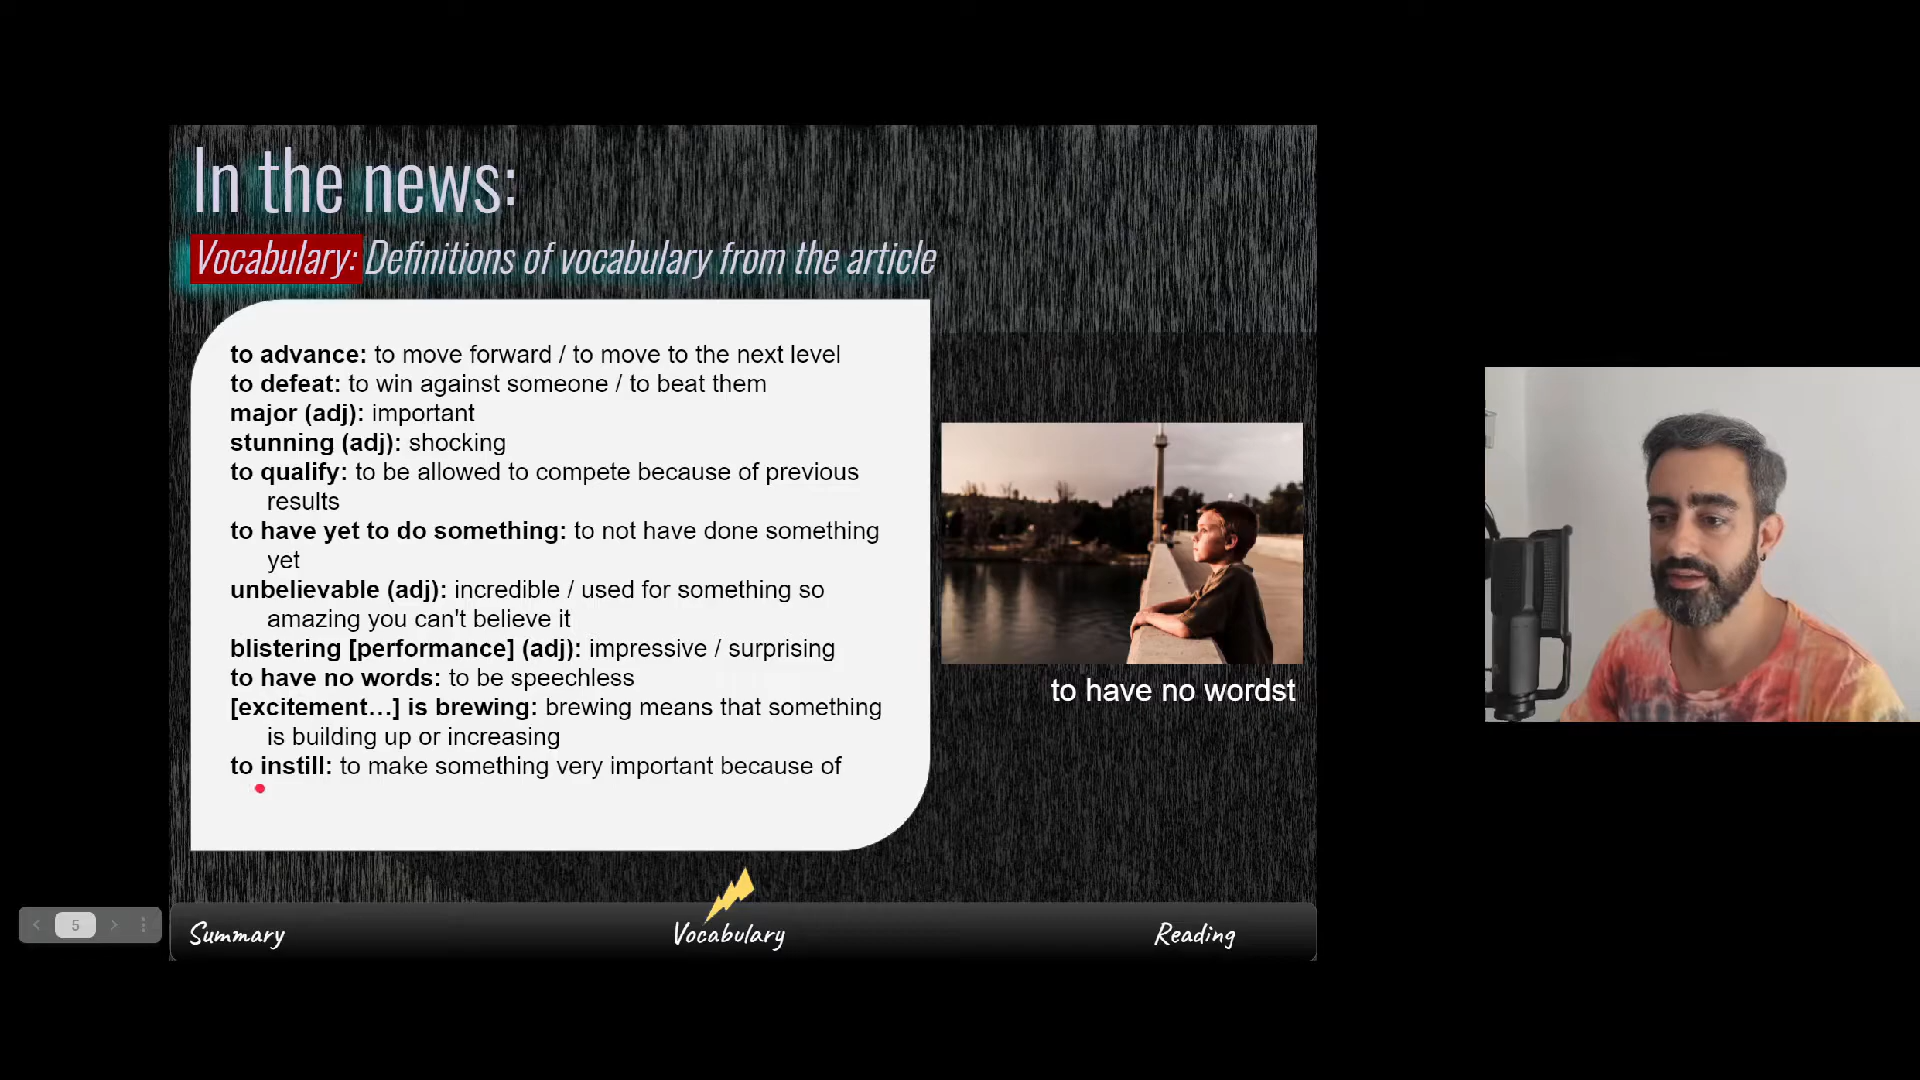 In the news:
Vocabulary: Definitions of vocabulary from the article
to advance: to move forward / to move to the next level
to defeat: to win against someone / to beat them
major (adj): important
stunning (adj): shocking
to qualify: to be allowed to compete because of previous
results
to have yet to do something: to not have done something
yet
unbelievable (adj): incredible / used for something so
amazing you can't believe it
blistering [performance] (adj): impressive / surprising
to have no words: to be speechless
[excitement…] is brewing: brewing means that something
is building up or increasing
to instill: to make something very important because of
to have no wordst
5
Summary
Vocabulary
Reading